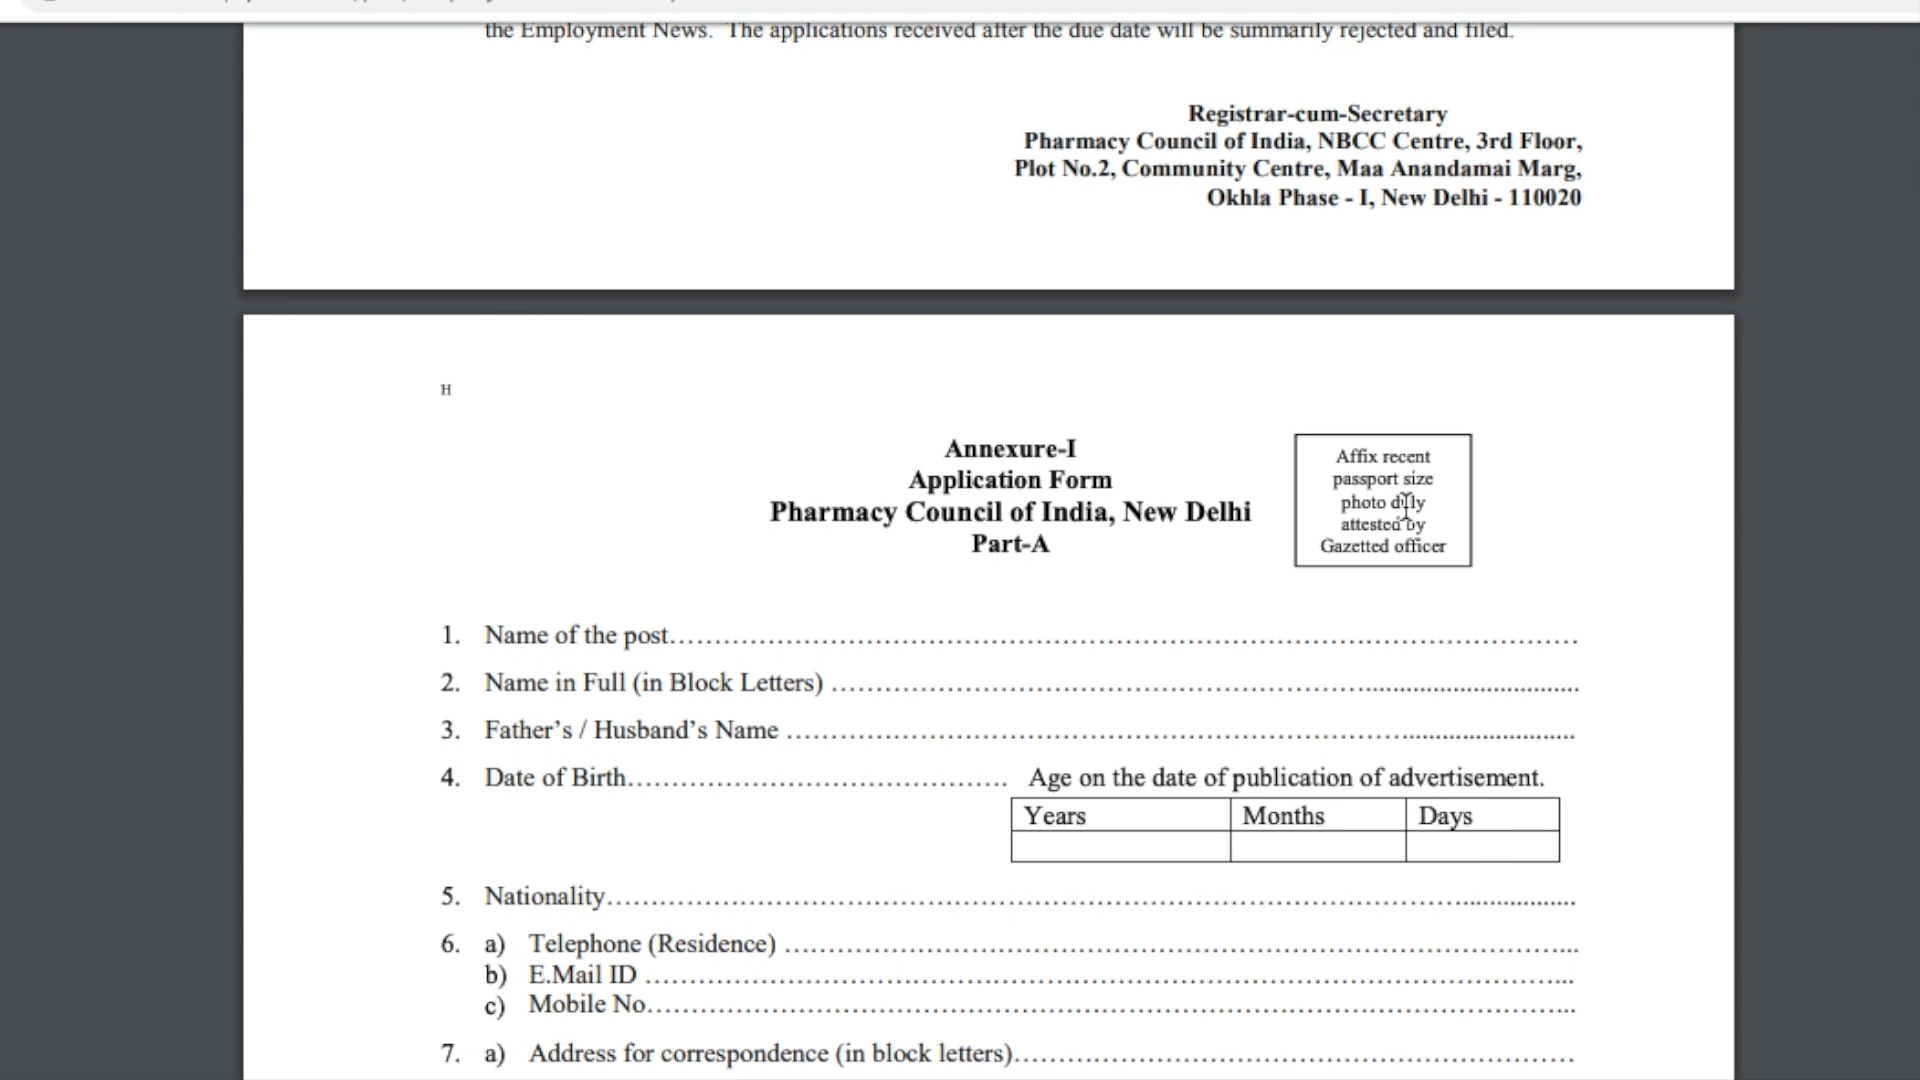 the Employment News. The applications received after the due date will be summarily rejected and filed.
Registrar-cum-Secretary
Pharmacy Council of India, NBCC Centre, 3rd Floor,
Plot No.2, Community Centre, Maa Anandamai Marg,
Okhla Phase - I, New Delhi - 110020
H
Annexure-I
Application Form
Pharmacy Council of India, New Delhi
Part-A
Affix recent
passport size
photo duly
attested by
Gazetted officer
1. Name of the post
2. Name in Full (in Block Letters)
3. Father's / Husband's Name
4. Date of Birth Age on the date of publication of advertisement.
Years Months Days
5. Nationality
6. a) Telephone (Residence)
b) E.Mail ID
c) Mobile No.
7. a) Address for correspondence (in block letters)